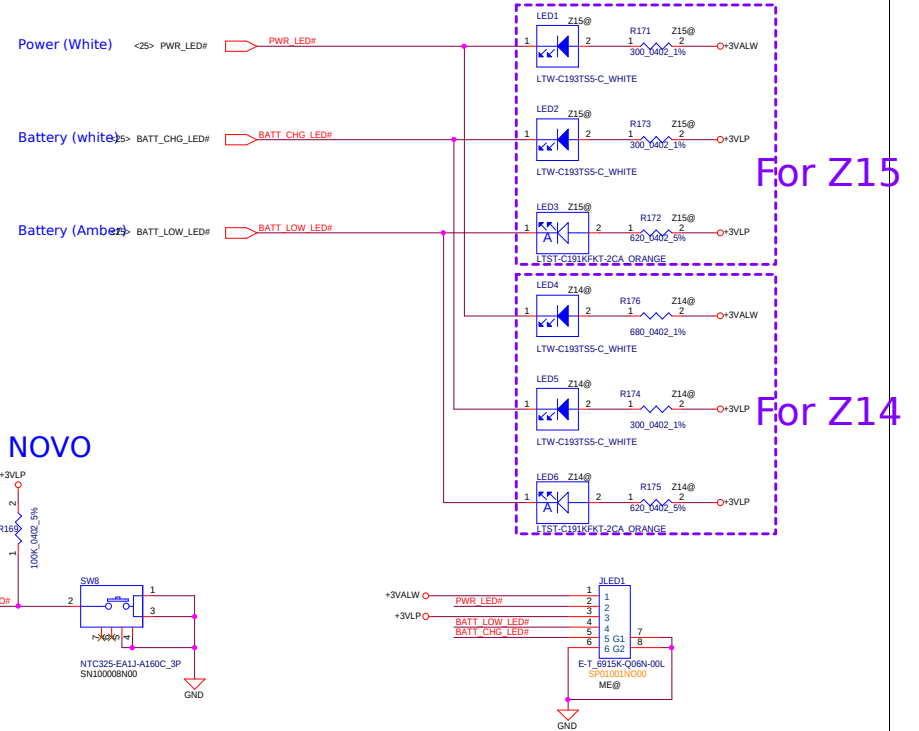 Power (White) <25> PWR_LED# PWR_LED#
LED1 Z15@
1 2
R171 Z15@
1 2
300_0402_1%
+3VALW
LTW-C193TS5-C_WHITE
Battery (white) <25> BATT_CHG_LED# BATT_CHG_LED#
LED2 Z15@
1 2
R173 Z15@
1 2
300_0402_1%
+3VLP
LTW-C193TS5-C_WHITE
For Z15
Battery (Amber) BATT_LOW_LED# BATT_LOW_LED#
LED3 Z15@
1 A 2
R172 Z15@
1 2
620_0402_5%
+3VLP
LTST-C191KFKT-2CA_ORANGE
LED4 Z14@
1 2
R176 Z14@
1 2
680_0402_1%
+3VALW
LTW-C193TS5-C_WHITE
LED5 Z14@
1 2
R174 Z14@
1 2
300_0402_1%
+3VLP
LTW-C193TS5-C_WHITE
For Z14
LED6 Z14@
1 A 2
R175 Z14@
1 2
620_0402_5%
+3VLP
LTST-C191KFKT-2CA_ORANGE
NOVO
+3VLP
2
R169
1
100K_0402_5%
O#
SW8
2
1
3
7 6 5 4
NTC325-EA1J-A160C_3P
SN100008N00
GND
JLED1
+3VALW 1 1
PWR_LED# 2 2
+3VLP 3 3
BATT_LOW_LED# 4 4
BATT_CHG_LED# 5 5 G1 7
6 6 G2 8
E-T_6915K-Q06N-00L
SP01001NO00
ME@
GND